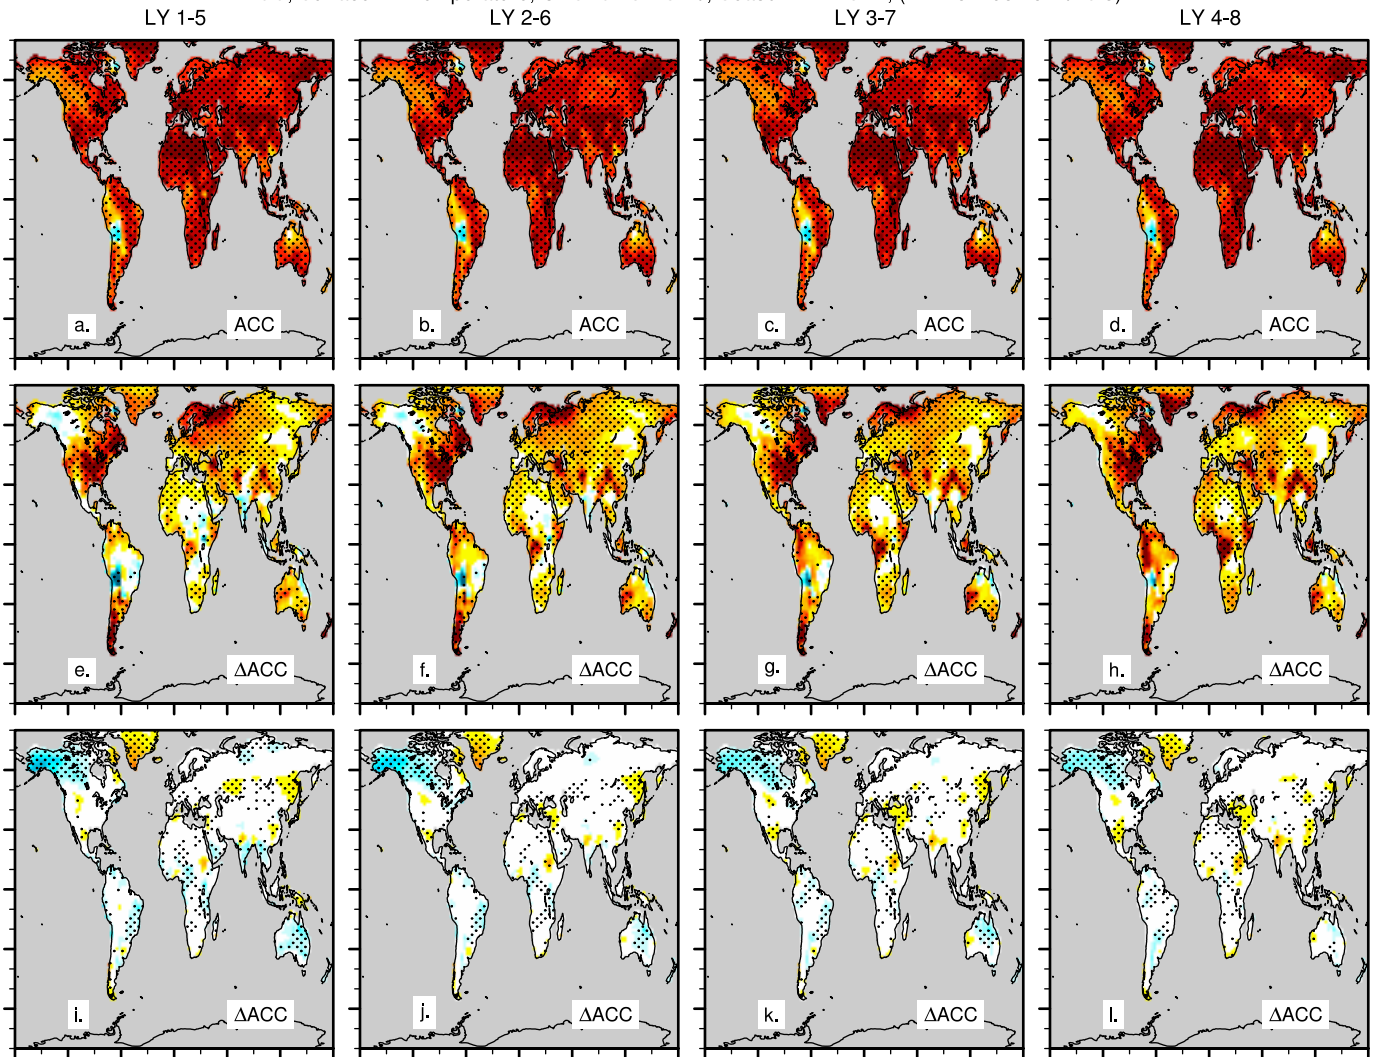 LY 1-5 LY 2-6 LY 3-7 LY 4-8
a. ACC b. ACC c. ACC d. ACC
e. ΔACC f. ΔACC g. ΔACC h. ΔACC
i. ΔACC j. ΔACC k. ΔACC l. ΔACC